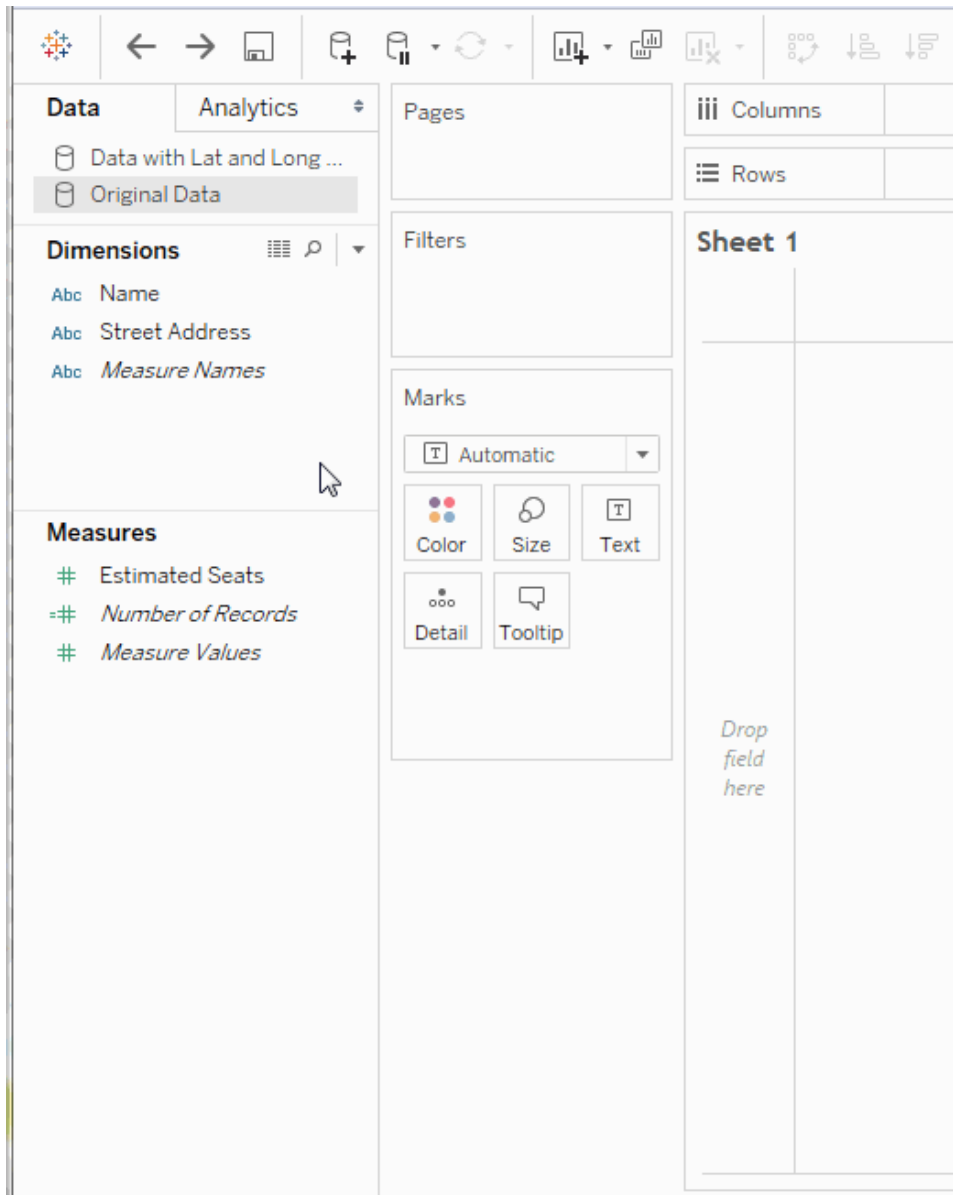 Data
Analytics
Data with Lat and Long ...
Original Data
Dimensions
Abc Name
Abc Street Address
Abc Measure Names
Measures
# Estimated Seats
=# Number of Records
# Measure Values
Pages
Filters
Marks
T Automatic
Color
Size
T
Text
Detail
Tooltip
Columns
Rows
Sheet 1
Drop
field
here